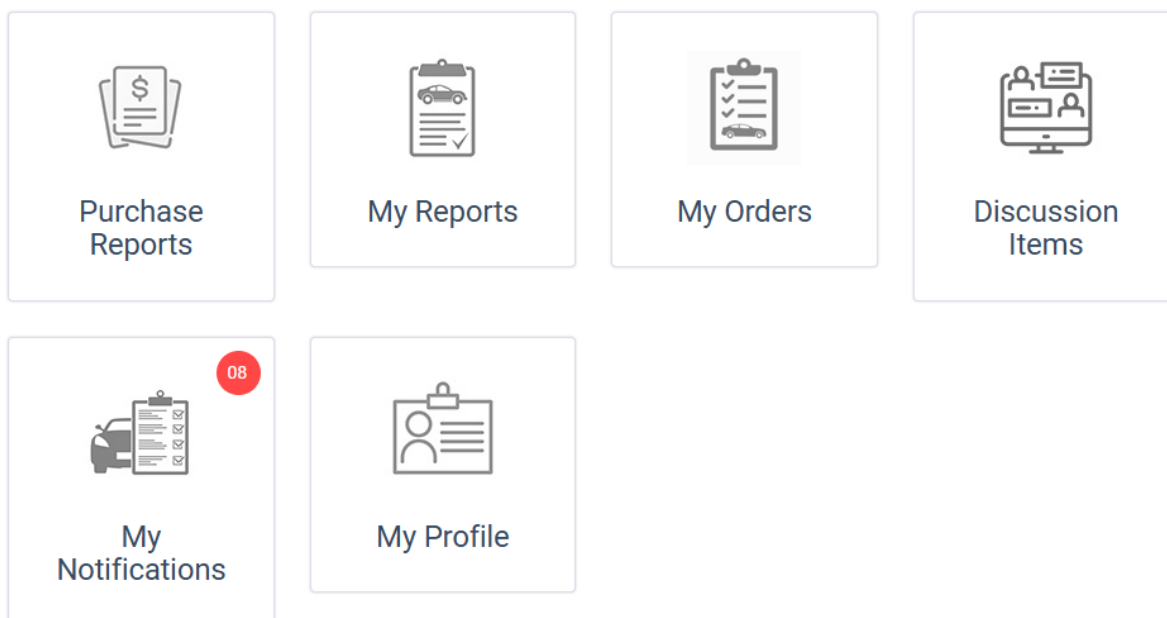 $
Purchase
Reports
My Reports
My Orders
Discussion
Items
08
My
Notifications
My Profile